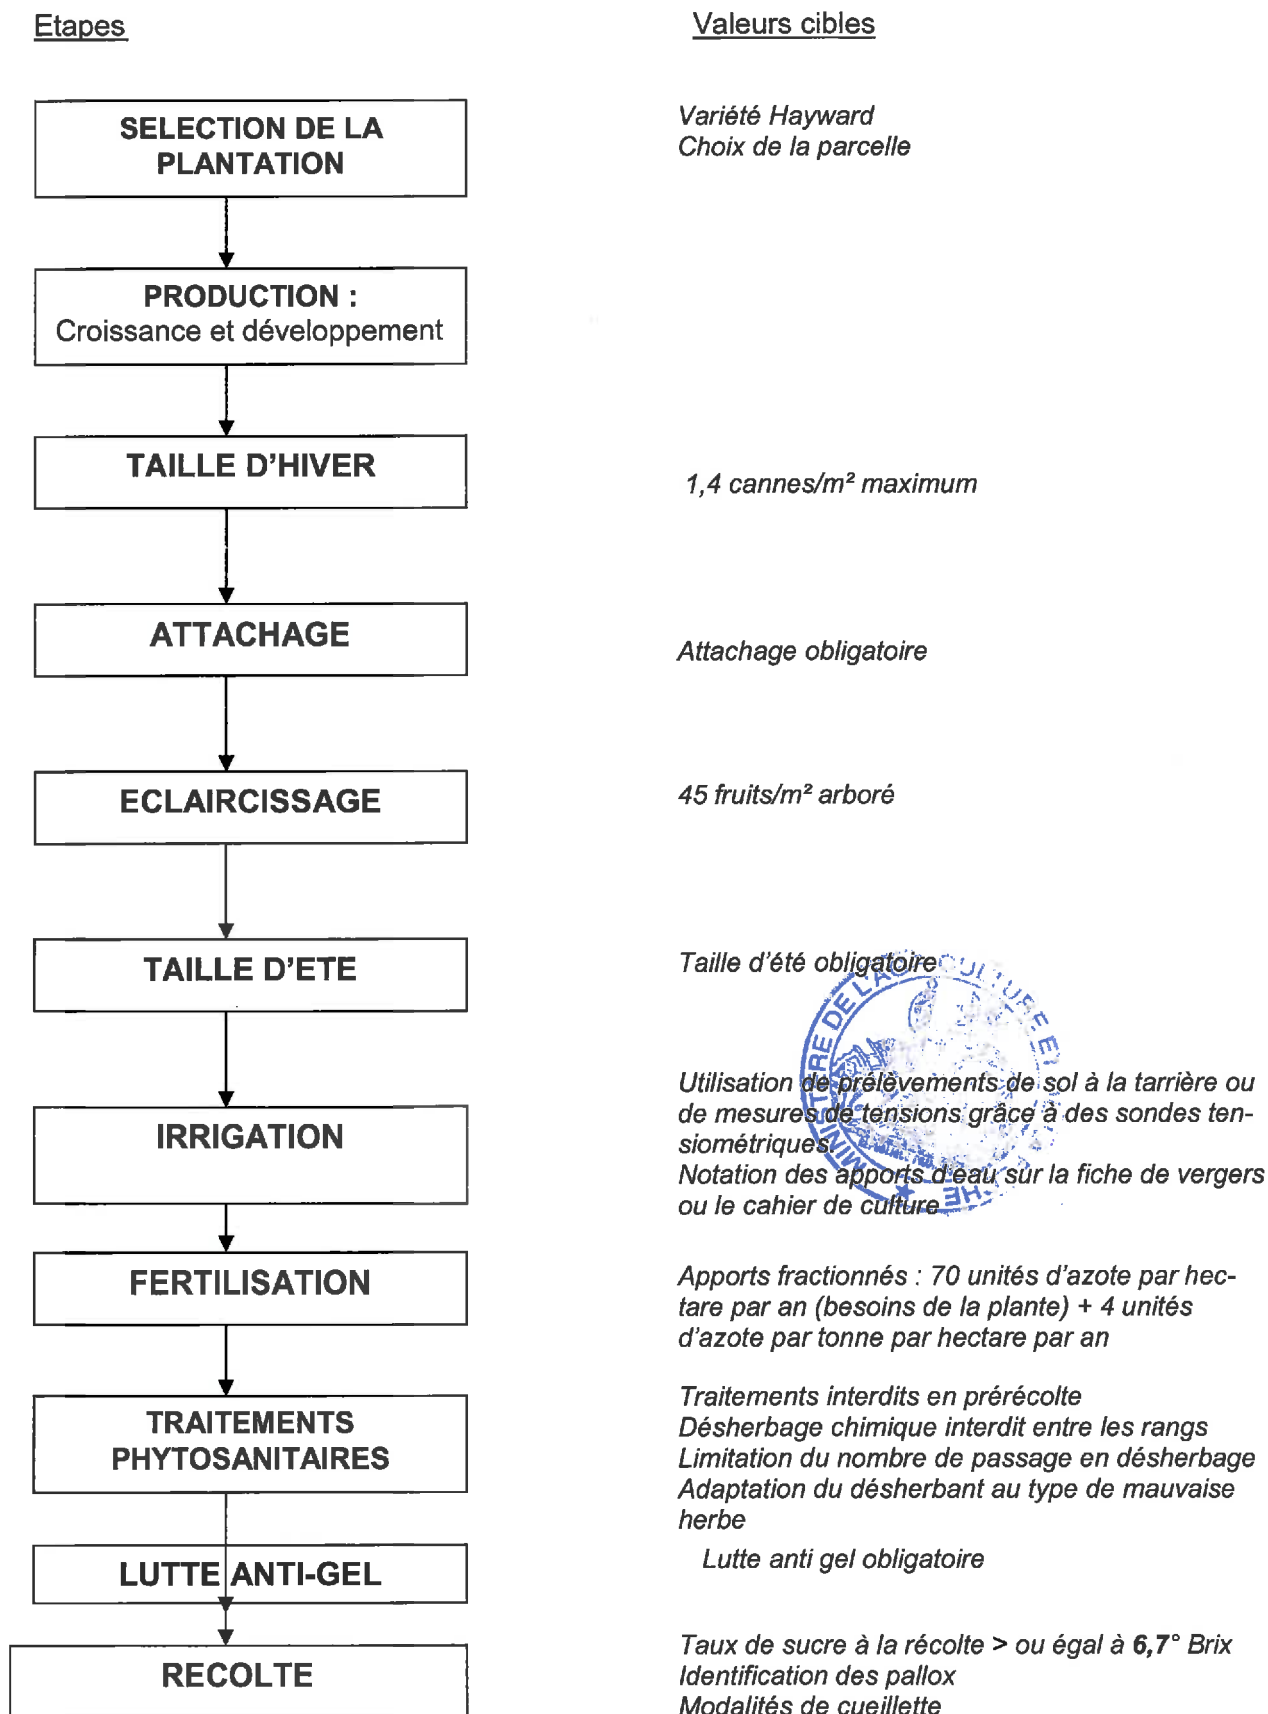 Etapes
Valeurs cibles
SELECTION DE LA
PLANTATION
Variété Hayward
Choix de la parcelle
PRODUCTION :
Croissance et développement
TAILLE D'HIVER
1,4 cannes/m² maximum
ATTACHAGE
Attachage obligatoire
ECLAIRCISSAGE
45 fruits/m² arboré
TAILLE D'ETE
Taille d'été obligatoire
MINISTERE DE L'AGRICULTURE ET
IRRIGATION
Utilisation de prélèvements de sol à la tarrière ou
de mesures de tensions grâce à des sondes ten-
siométriques.
Notation des apports d'eau sur la fiche de vergers
ou le cahier de culture
FERTILISATION
Apports fractionnés : 70 unités d'azote par hec-
tare par an (besoins de la plante) + 4 unités
d'azote par tonne par hectare par an
TRAITEMENTS
PHYTOSANITAIRES
Traitements interdits en prérécolte
Désherbage chimique interdit entre les rangs
Limitation du nombre de passage en désherbage
Adaptation du désherbant au type de mauvaise
herbe
LUTTE ANTI-GEL
Lutte anti gel obligatoire
RECOLTE
Taux de sucre à la récolte > ou égal à 6,7° Brix
Identification des pallox
Modalités de cueillette